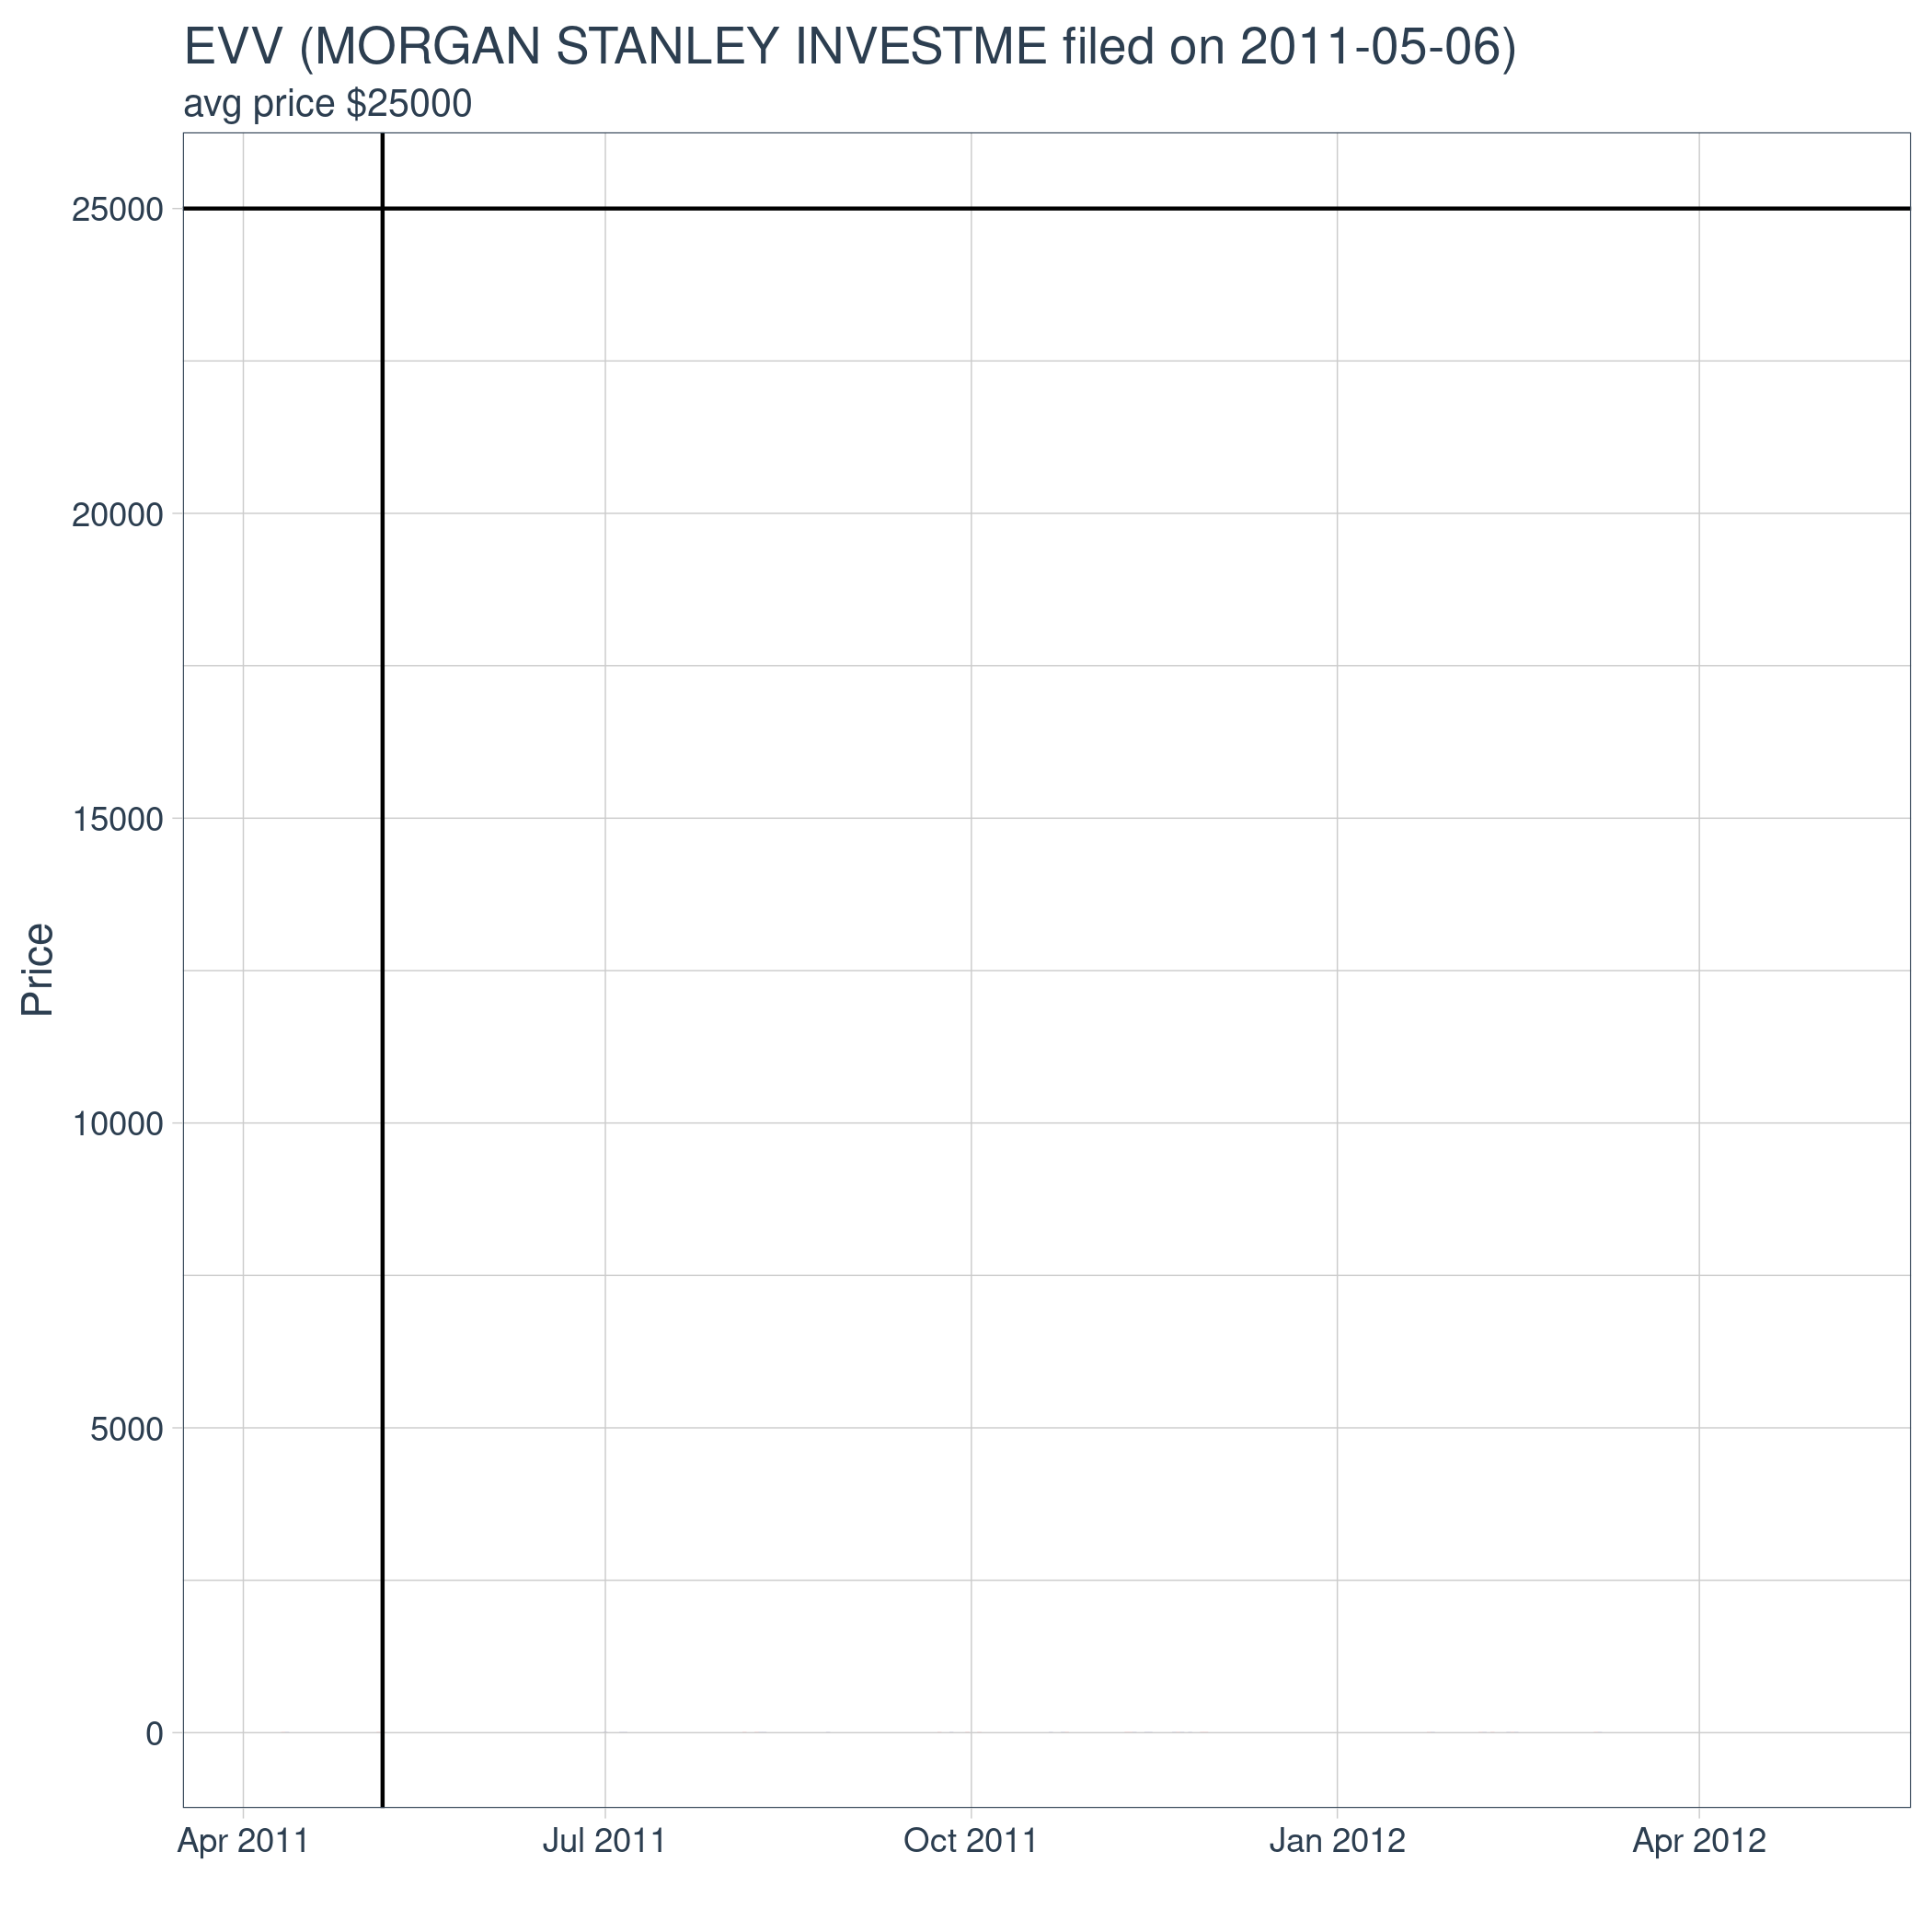 EVV (MORGAN STANLEY INVESTME filed on 2011-05-06)
avg price $25000
25000
20000
15000
10000
5000
0
Price
Apr 2011
Jul 2011
Oct 2011
Jan 2012
Apr 2012